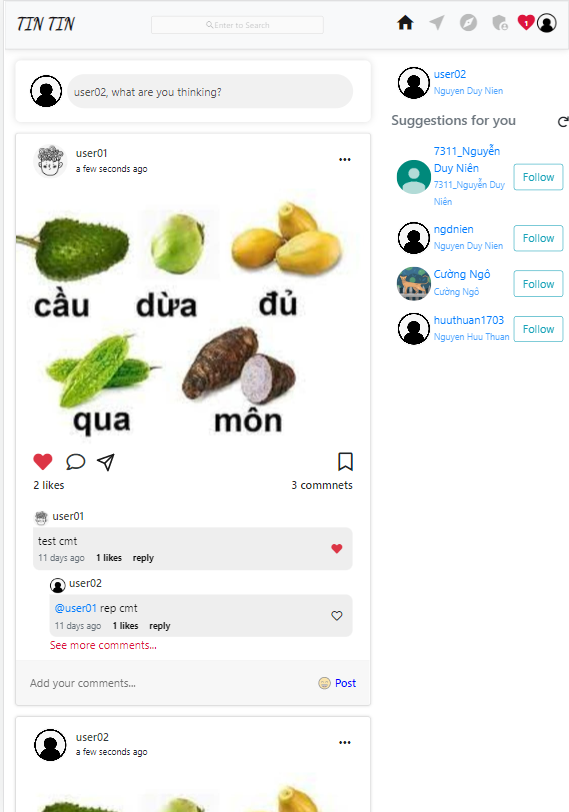 TIN TIN
Enter to Search
1
user02, what are you thinking?
user01
a few seconds ago
cầu dừa đủ
qua môn
2 likes
3 commnets
user01
test cmt
11 days ago 1 likes reply
user02
@user01 rep cmt
11 days ago 1 likes reply
See more comments...
Add your comments...
Post
user02
a few seconds ago
user02
Nguyen Duy Nien
Suggestions for you
7311_Nguyễn
Duy Niên
7311_Nguyễn Duy
Niên
Follow
ngdnien
Nguyen Duy Nien
Follow
Cường Ngô
Cường Ngô
Follow
huuthuan1703
Nguyen Huu Thuan
Follow